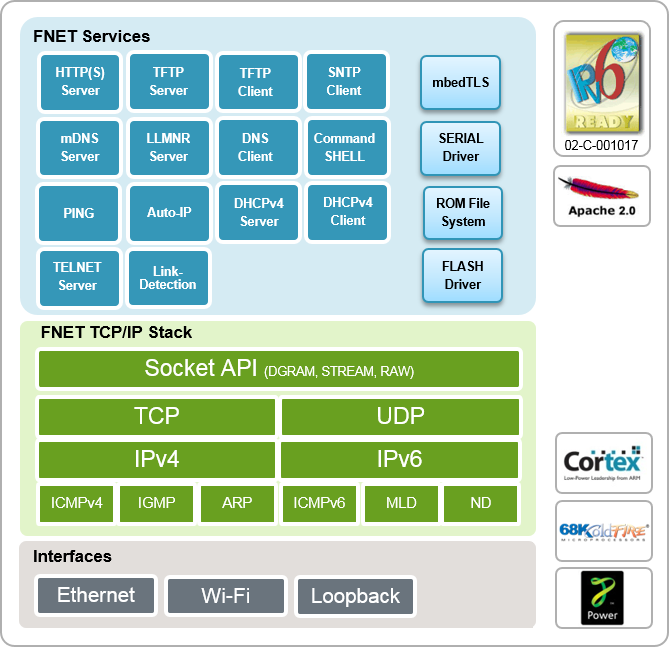 FNET Services
HTTP(S)
Server
TFTP
Server
TFTP
Client
SNTP
Client
mbedTLS
mDNS
Server
LLMNR
Server
DNS
Client
Command
SHELL
SERIAL
Driver
PING
Auto-IP
DHCPv4
Server
DHCPv4
Client
ROM File
System
TELNET
Server
Link-
Detection
FLASH
Driver
FNET TCP/IP Stack
Socket API (DGRAM, STREAM, RAW)
TCP
UDP
IPv4
IPv6
ICMPv4
IGMP
ARP
ICMPv6
MLD
ND
Interfaces
Ethernet
Wi-Fi
Loopback
IPv6
READY
02-C-001017
Apache 2.0
Cortex
Low-Power Leadership from ARM
68K ColdFire
MICROPROCESSORS
Power